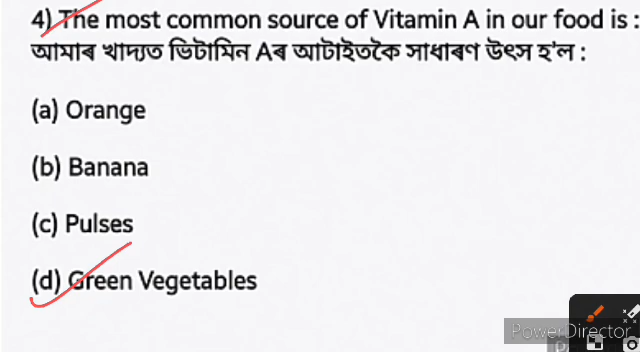 4) The most common source of Vitamin A in our food is :
আমাৰ খাদ্যত ভিটামিন Aৰ আটাইতকৈ সাধাৰণ উৎস হ'ল :
(a) Orange
(b) Banana
(c) Pulses
(d) Green Vegetables
PowerDirector